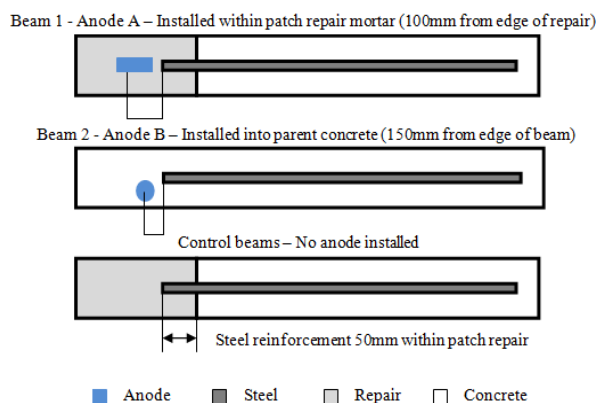 Beam 1 - Anode A – Installed within patch repair mortar (100mm from edge of repair)
Beam 2 - Anode B – Installed into parent concrete (150mm from edge of beam)
Control beams – No anode installed
Steel reinforcement 50mm within patch repair
Anode Steel Repair Concrete